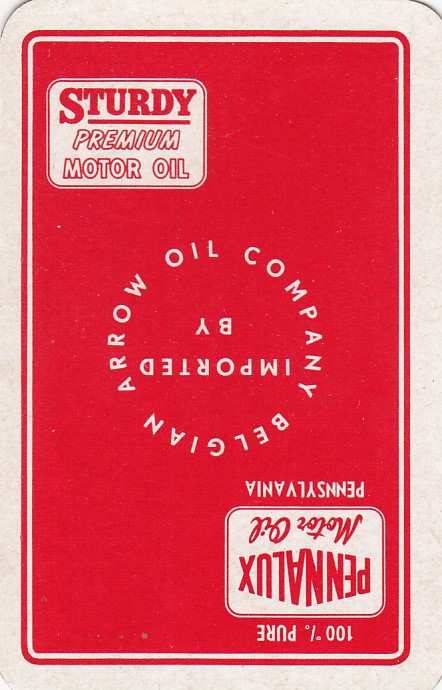 STURDY
PREMIUM
MOTOR OIL
BELGIAN ARROW OIL COMPANY
IMPORTED
BY
100% PURE
PENNALUX
Motor Oil
PENNSYLVANIA